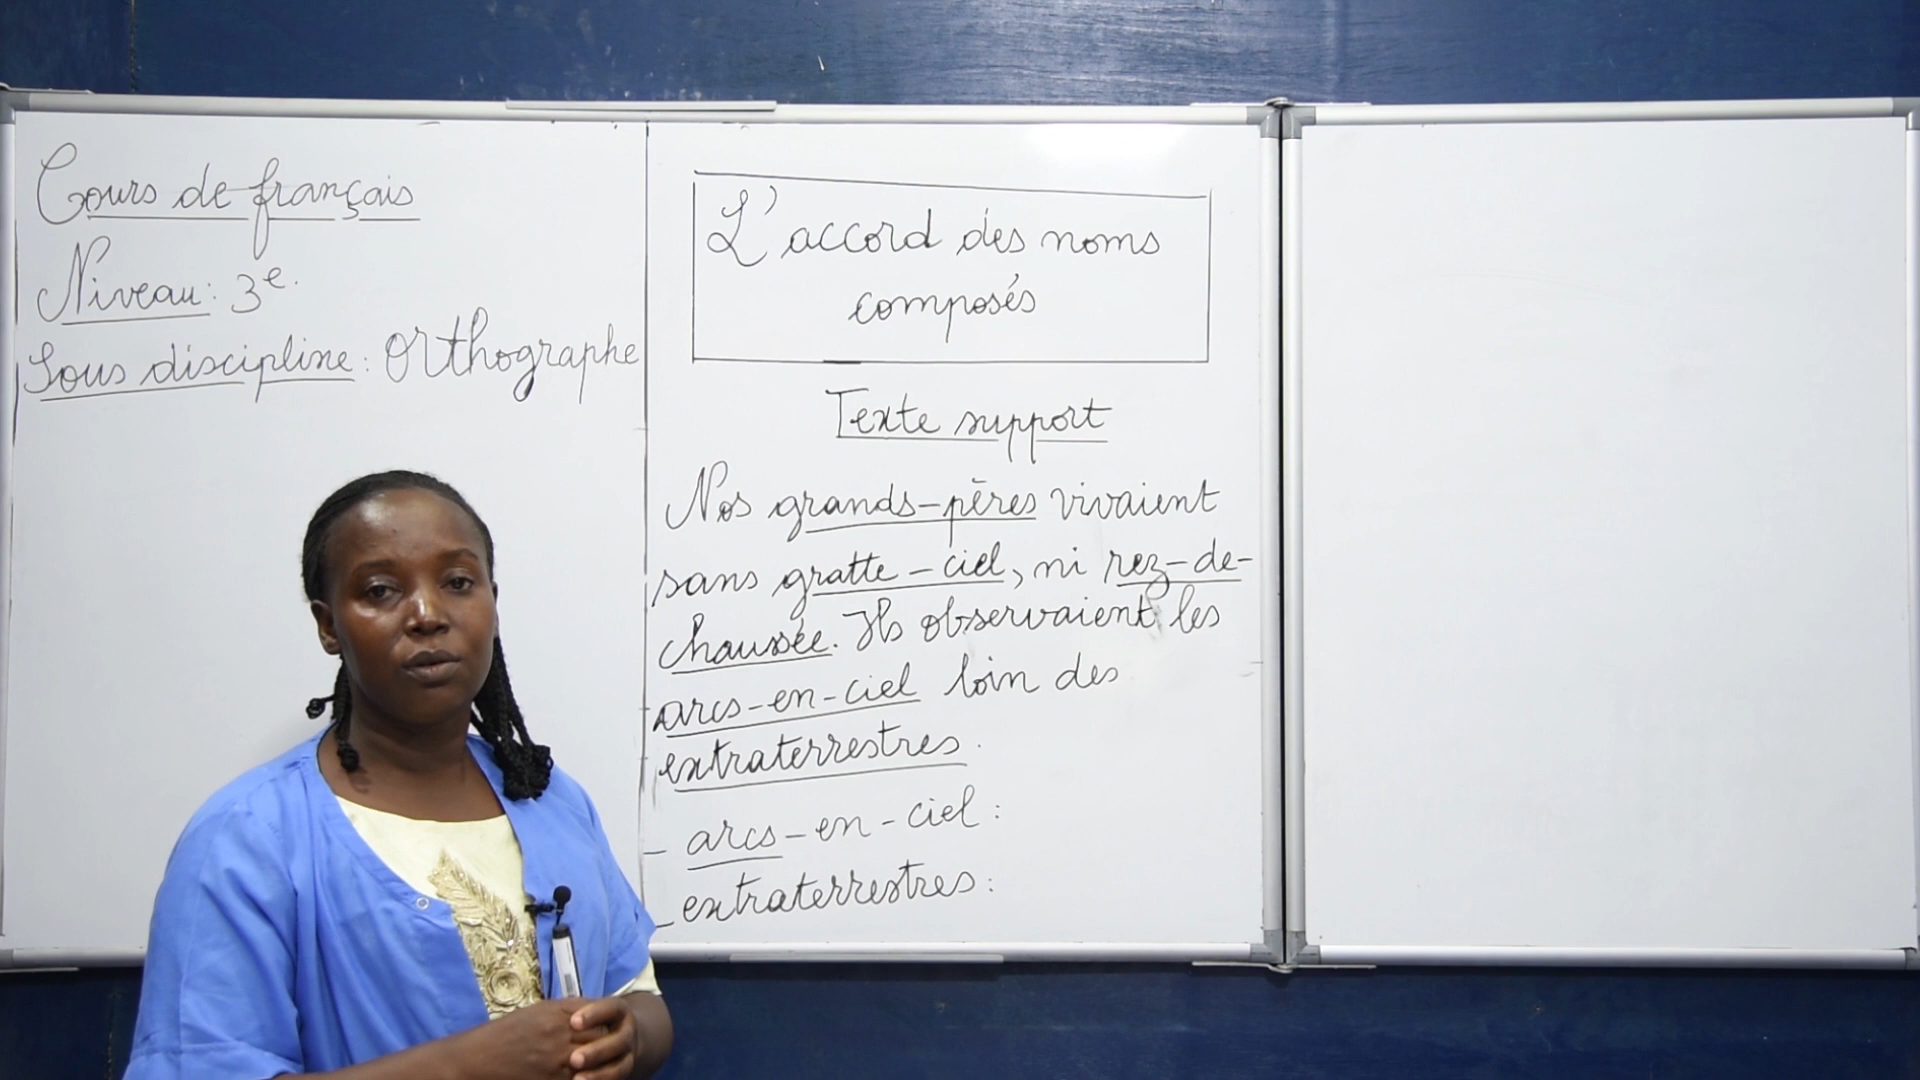 Cours de français
Niveau : 3e.
Sous discipline : Orthographe
L'accord des noms
composés
Texte support
Nos grands-pères vivaient
sans gratte-ciel, ni rez-de-
chaussée. Ils observaient les
arcs-en-ciel loin des
extraterrestres.
- arcs-en-ciel :
- extraterrestres :